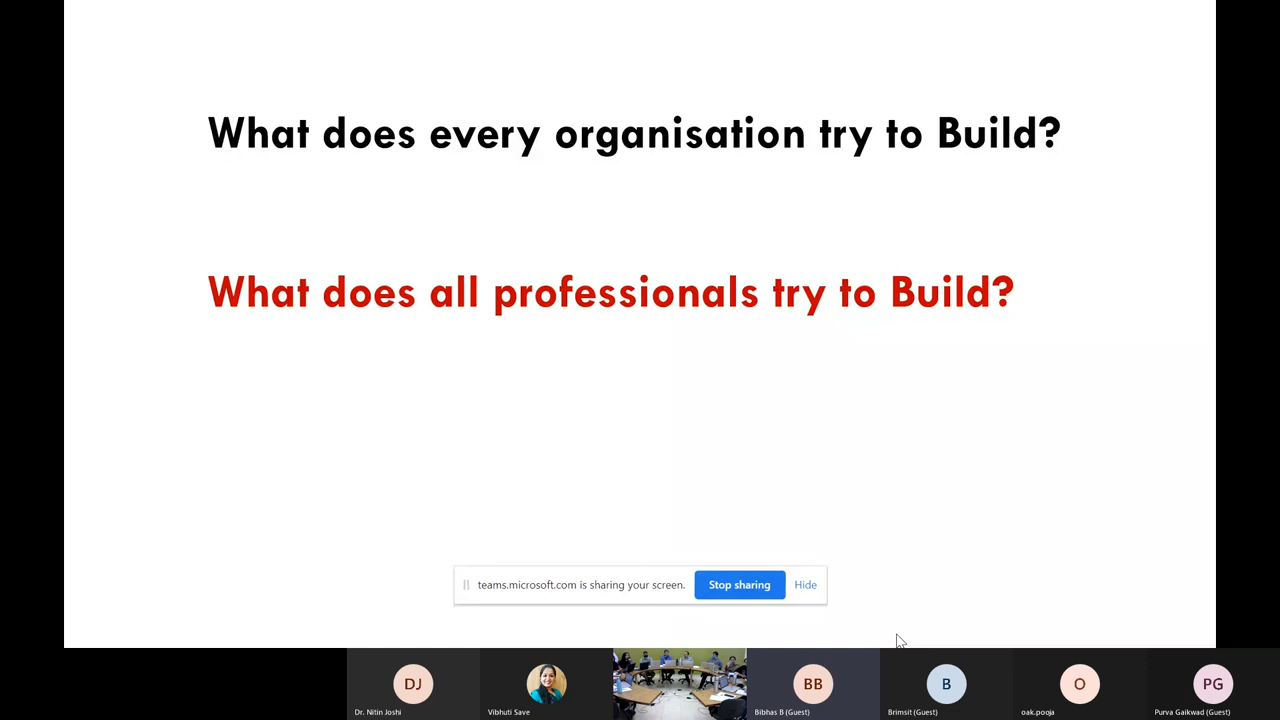 What does every organisation try to Build?
What does all professionals try to Build?
teams.microsoft.com is sharing your screen. Stop sharing Hide
DJ BB B O PG
Dr. Nitin Joshi Vibhuti Save Bibhas B (Guest) Brimsit (Guest) oak.pooja Purva Gaikwad (Guest)